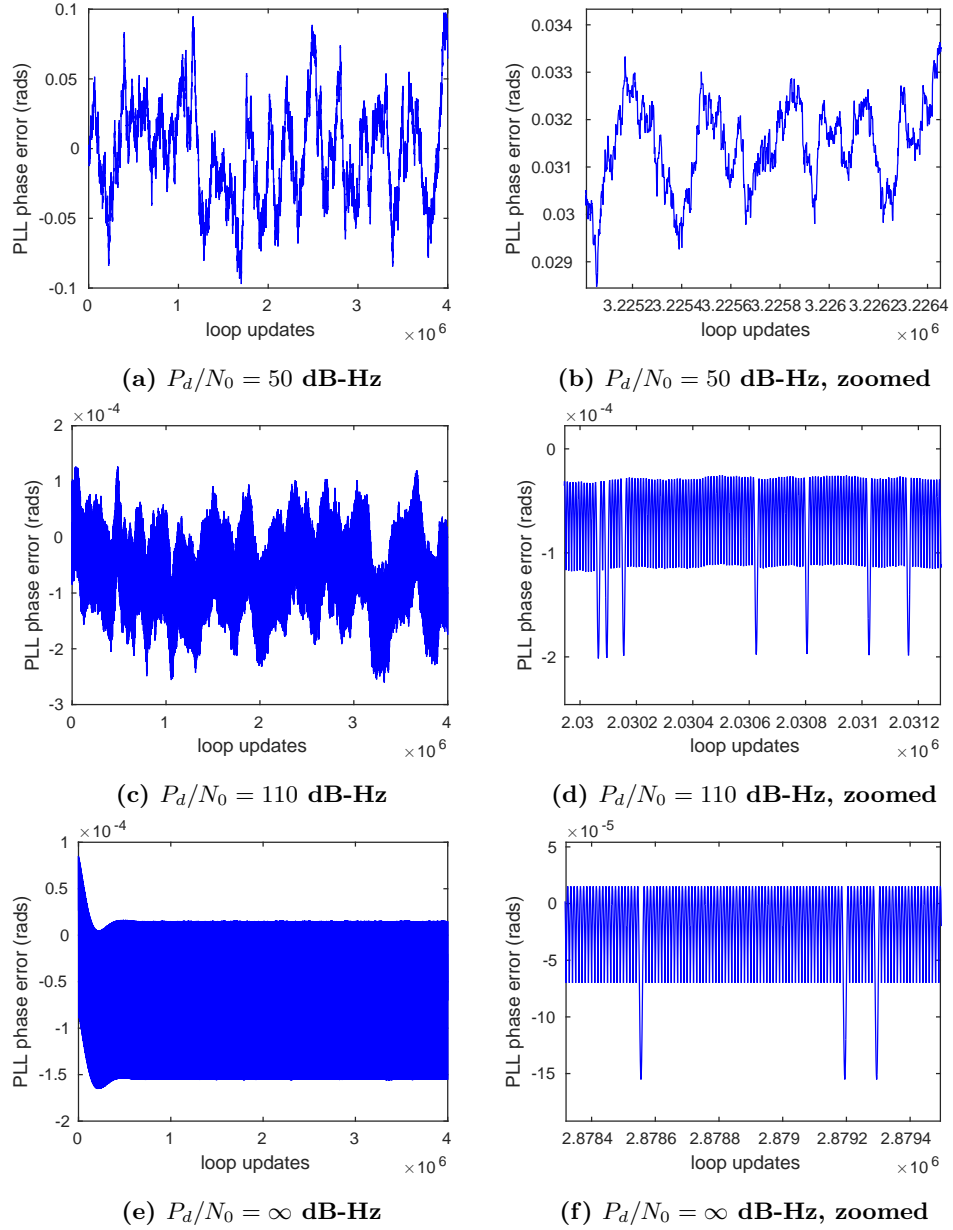 0.1
0.05
0
-0.05
-0.1
PLL phase error (rads)
0 1 2 3 4
loop updates
×10^6
(a) P_d/N_0 = 50 dB-Hz
0.033
0.032
0.031
0.03
0.029
PLL phase error (rads)
3.2252 3.2254 3.2256 3.2258 3.226 3.2262 3.2264
loop updates
×10^6
(b) P_d/N_0 = 50 dB-Hz, zoomed
×10^-4
2
1
0
-1
-2
-3
PLL phase error (rads)
0 1 2 3 4
loop updates
×10^6
(c) P_d/N_0 = 110 dB-Hz
×10^-4
0
-1
-2
PLL phase error (rads)
2.03 2.0302 2.0304 2.0306 2.0308 2.031 2.0312
loop updates
×10^6
(d) P_d/N_0 = 110 dB-Hz, zoomed
×10^-4
1
0.5
0
-0.5
-1
-1.5
-2
PLL phase error (rads)
0 1 2 3 4
loop updates
×10^6
(e) P_d/N_0 = ∞ dB-Hz
×10^-5
5
0
-5
-10
-15
PLL phase error (rads)
2.8784 2.8786 2.8788 2.879 2.8792 2.8794
loop updates
×10^6
(f) P_d/N_0 = ∞ dB-Hz, zoomed